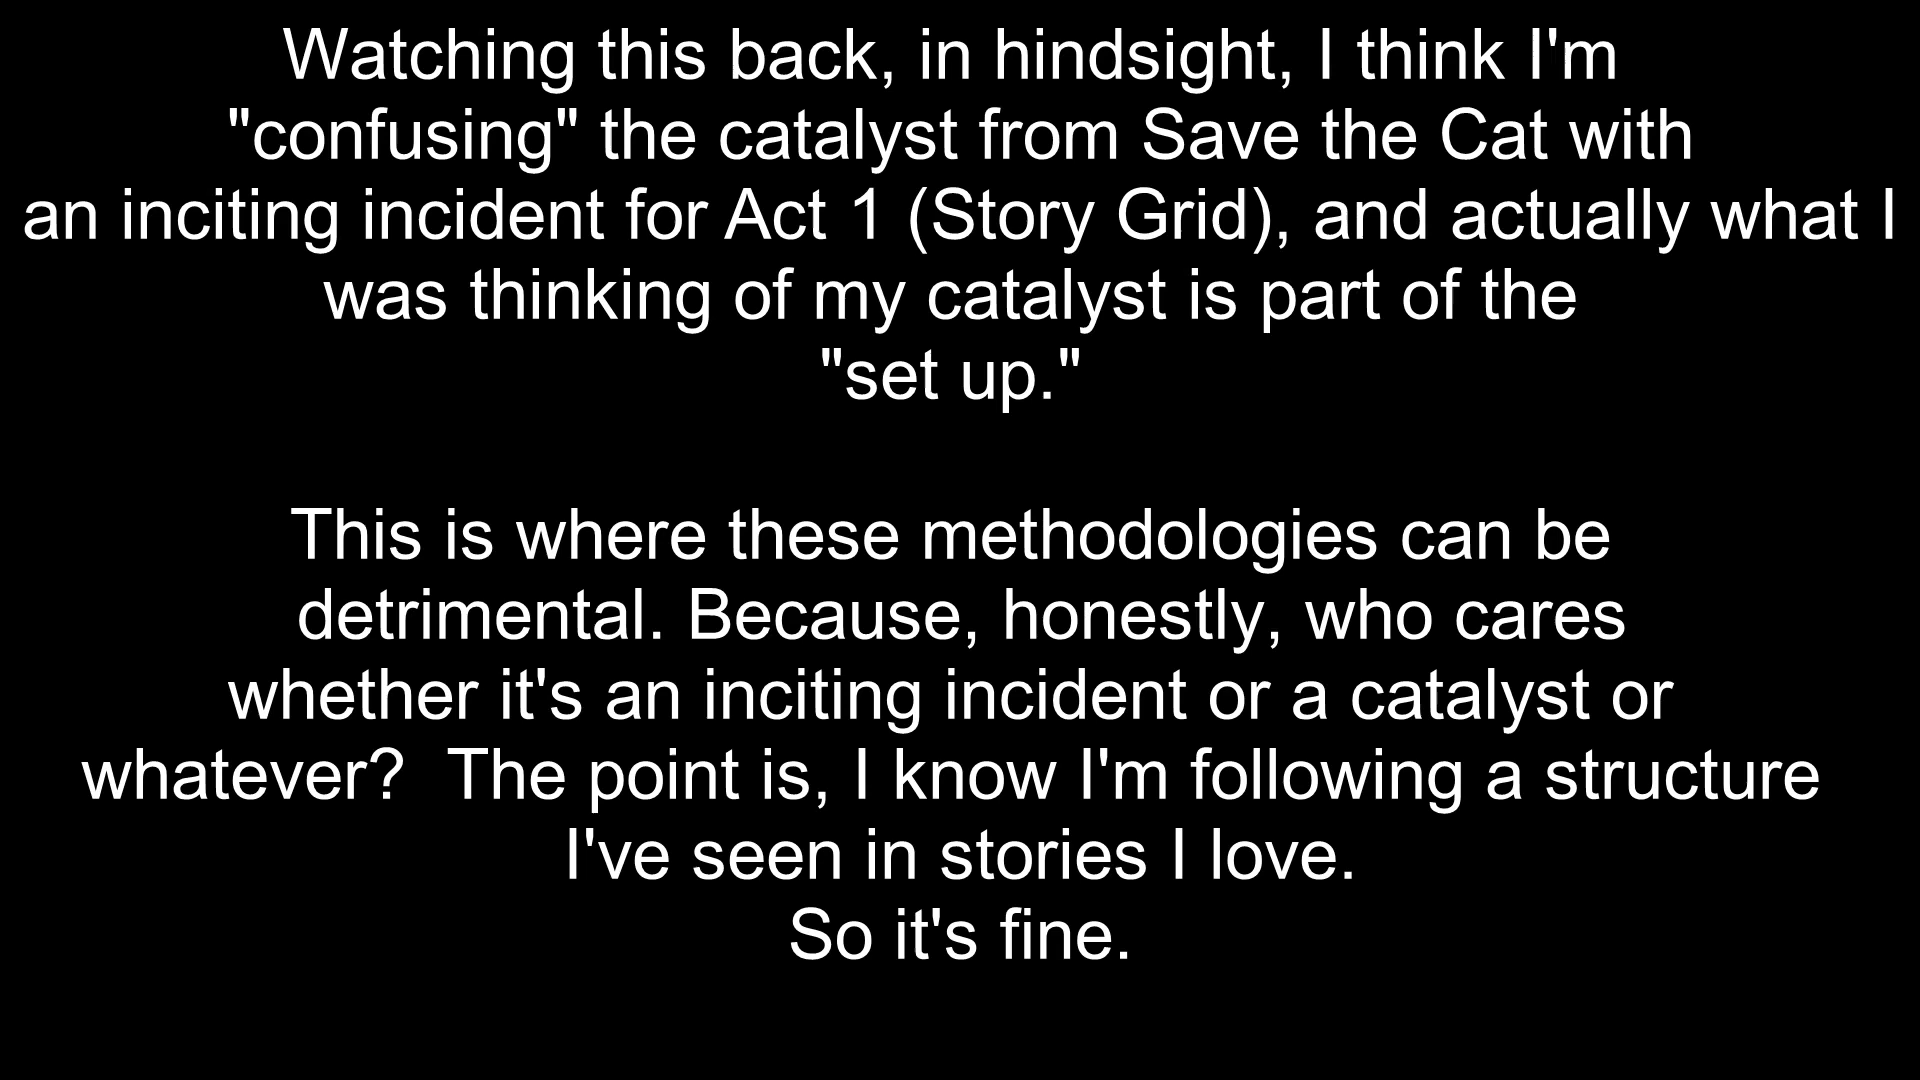 Watching this back, in hindsight, I think I'm
"confusing" the catalyst from Save the Cat with
an inciting incident for Act 1 (Story Grid), and actually what I
was thinking of my catalyst is part of the
"set up."
This is where these methodologies can be
detrimental. Because, honestly, who cares
whether it's an inciting incident or a catalyst or
whatever?  The point is, I know I'm following a structure
I've seen in stories I love.
So it's fine.